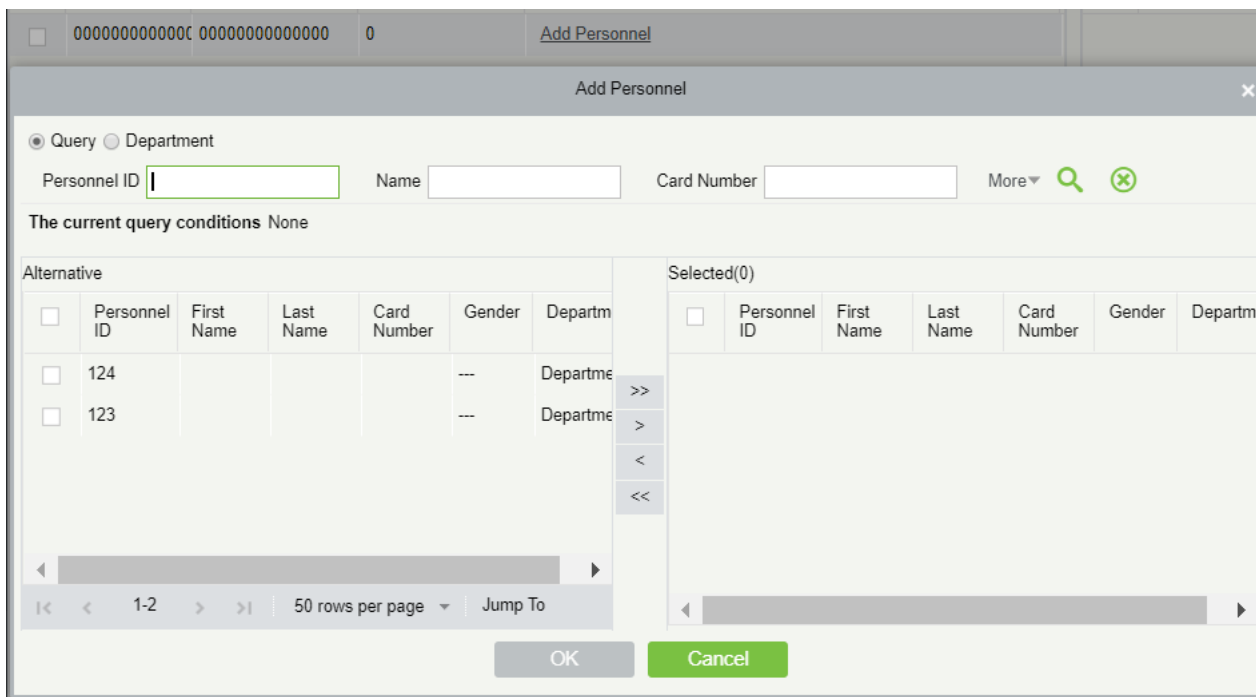 000000000000( 00000000000000 0 Add Personnel
Add Personnel
Query Department
Personnel ID Name Card Number More
The current query conditions None
Alternative Selected(0)
Personnel ID First Name Last Name Card Number Gender Departm Personnel ID First Name Last Name Card Number Gender Departm
124 --- Departme
123 --- Departme
>>
>
<
<<
1-2 50 rows per page Jump To
OK Cancel